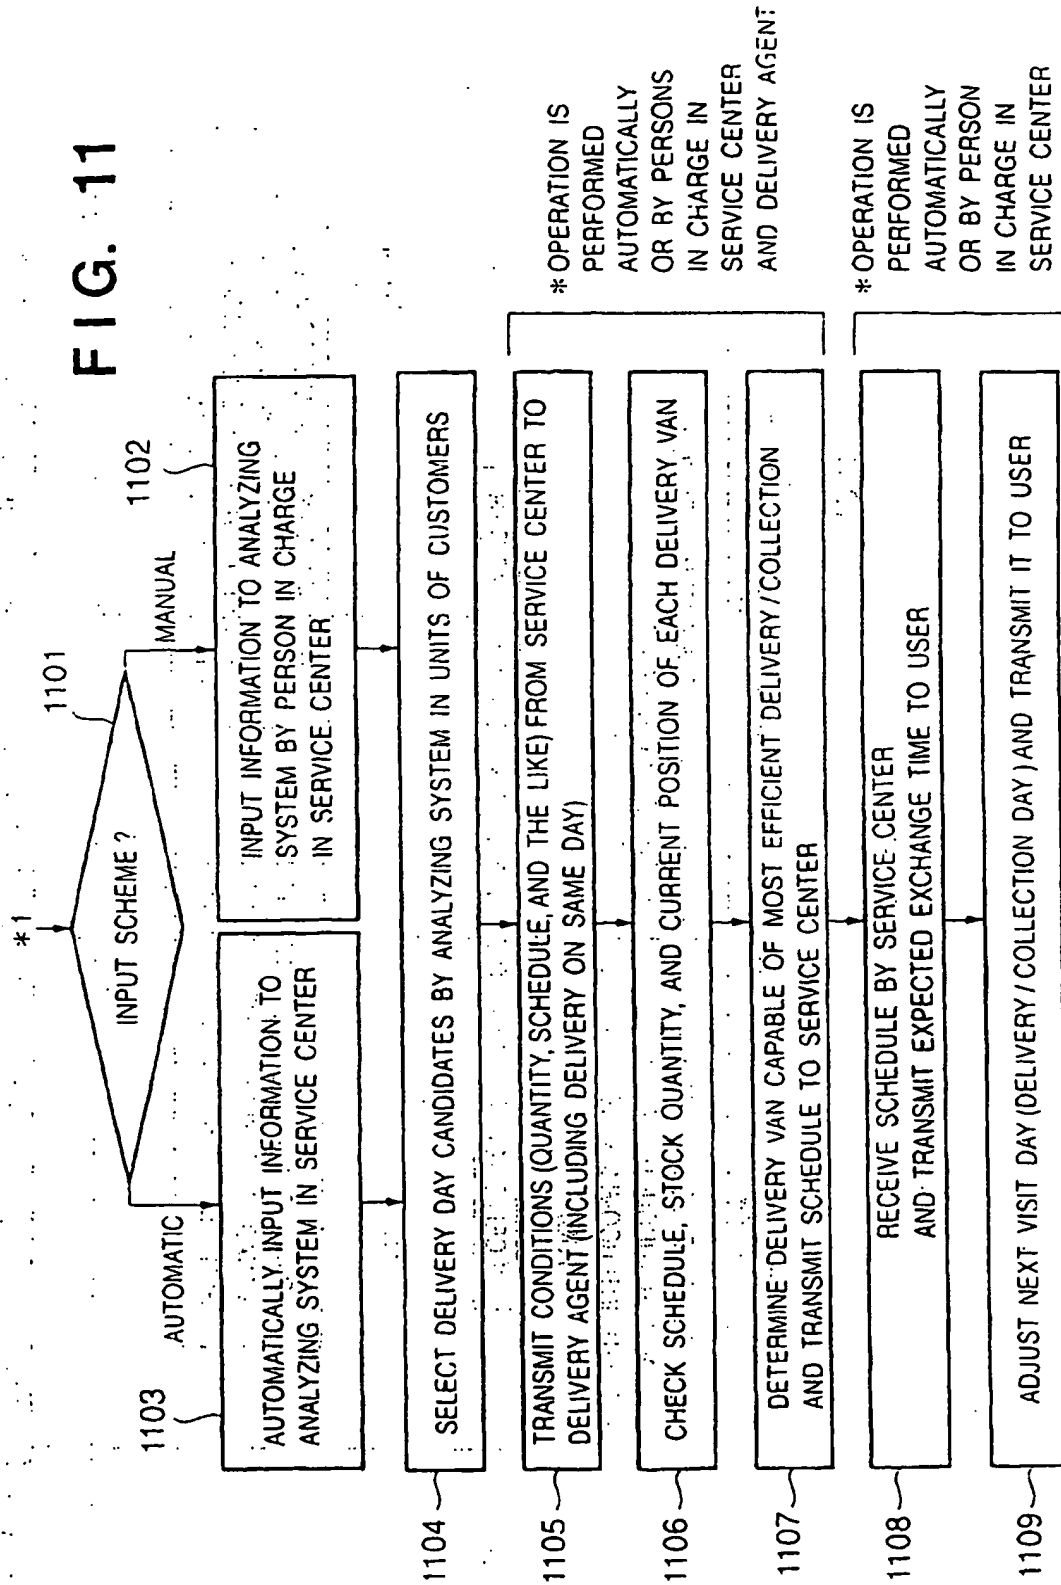 FIG. 11
*1
INPUT SCHEME?
1101
AUTOMATIC
MANUAL
1103
AUTOMATICALLY INPUT INFORMATION TO
ANALYZING SYSTEM IN SERVICE CENTER
1102
INPUT INFORMATION TO ANALYZING
SYSTEM BY PERSON IN CHARGE
IN SERVICE CENTER
1104
SELECT DELIVERY DAY CANDIDATES BY ANALYZING SYSTEM IN UNITS OF CUSTOMERS
1105
TRANSMIT CONDITIONS (QUANTITY, SCHEDULE, AND THE LIKE) FROM SERVICE CENTER TO
DELIVERY AGENT (INCLUDING DELIVERY ON SAME DAY)
1106
CHECK SCHEDULE, STOCK QUANTITY, AND CURRENT POSITION OF EACH DELIVERY VAN
1107
DETERMINE DELIVERY VAN CAPABLE OF MOST EFFICIENT DELIVERY/COLLECTION
AND TRANSMIT SCHEDULE TO SERVICE CENTER
*OPERATION IS
PERFORMED
AUTOMATICALLY
OR BY PERSONS
IN CHARGE IN
SERVICE CENTER
AND DELIVERY AGENT
1108
RECEIVE SCHEDULE BY SERVICE CENTER
AND TRANSMIT EXPECTED EXCHANGE TIME TO USER
1109
ADJUST NEXT VISIT DAY (DELIVERY/COLLECTION DAY) AND TRANSMIT IT TO USER
*OPERATION IS
PERFORMED
AUTOMATICALLY
OR BY PERSON
IN CHARGE IN
SERVICE CENTER